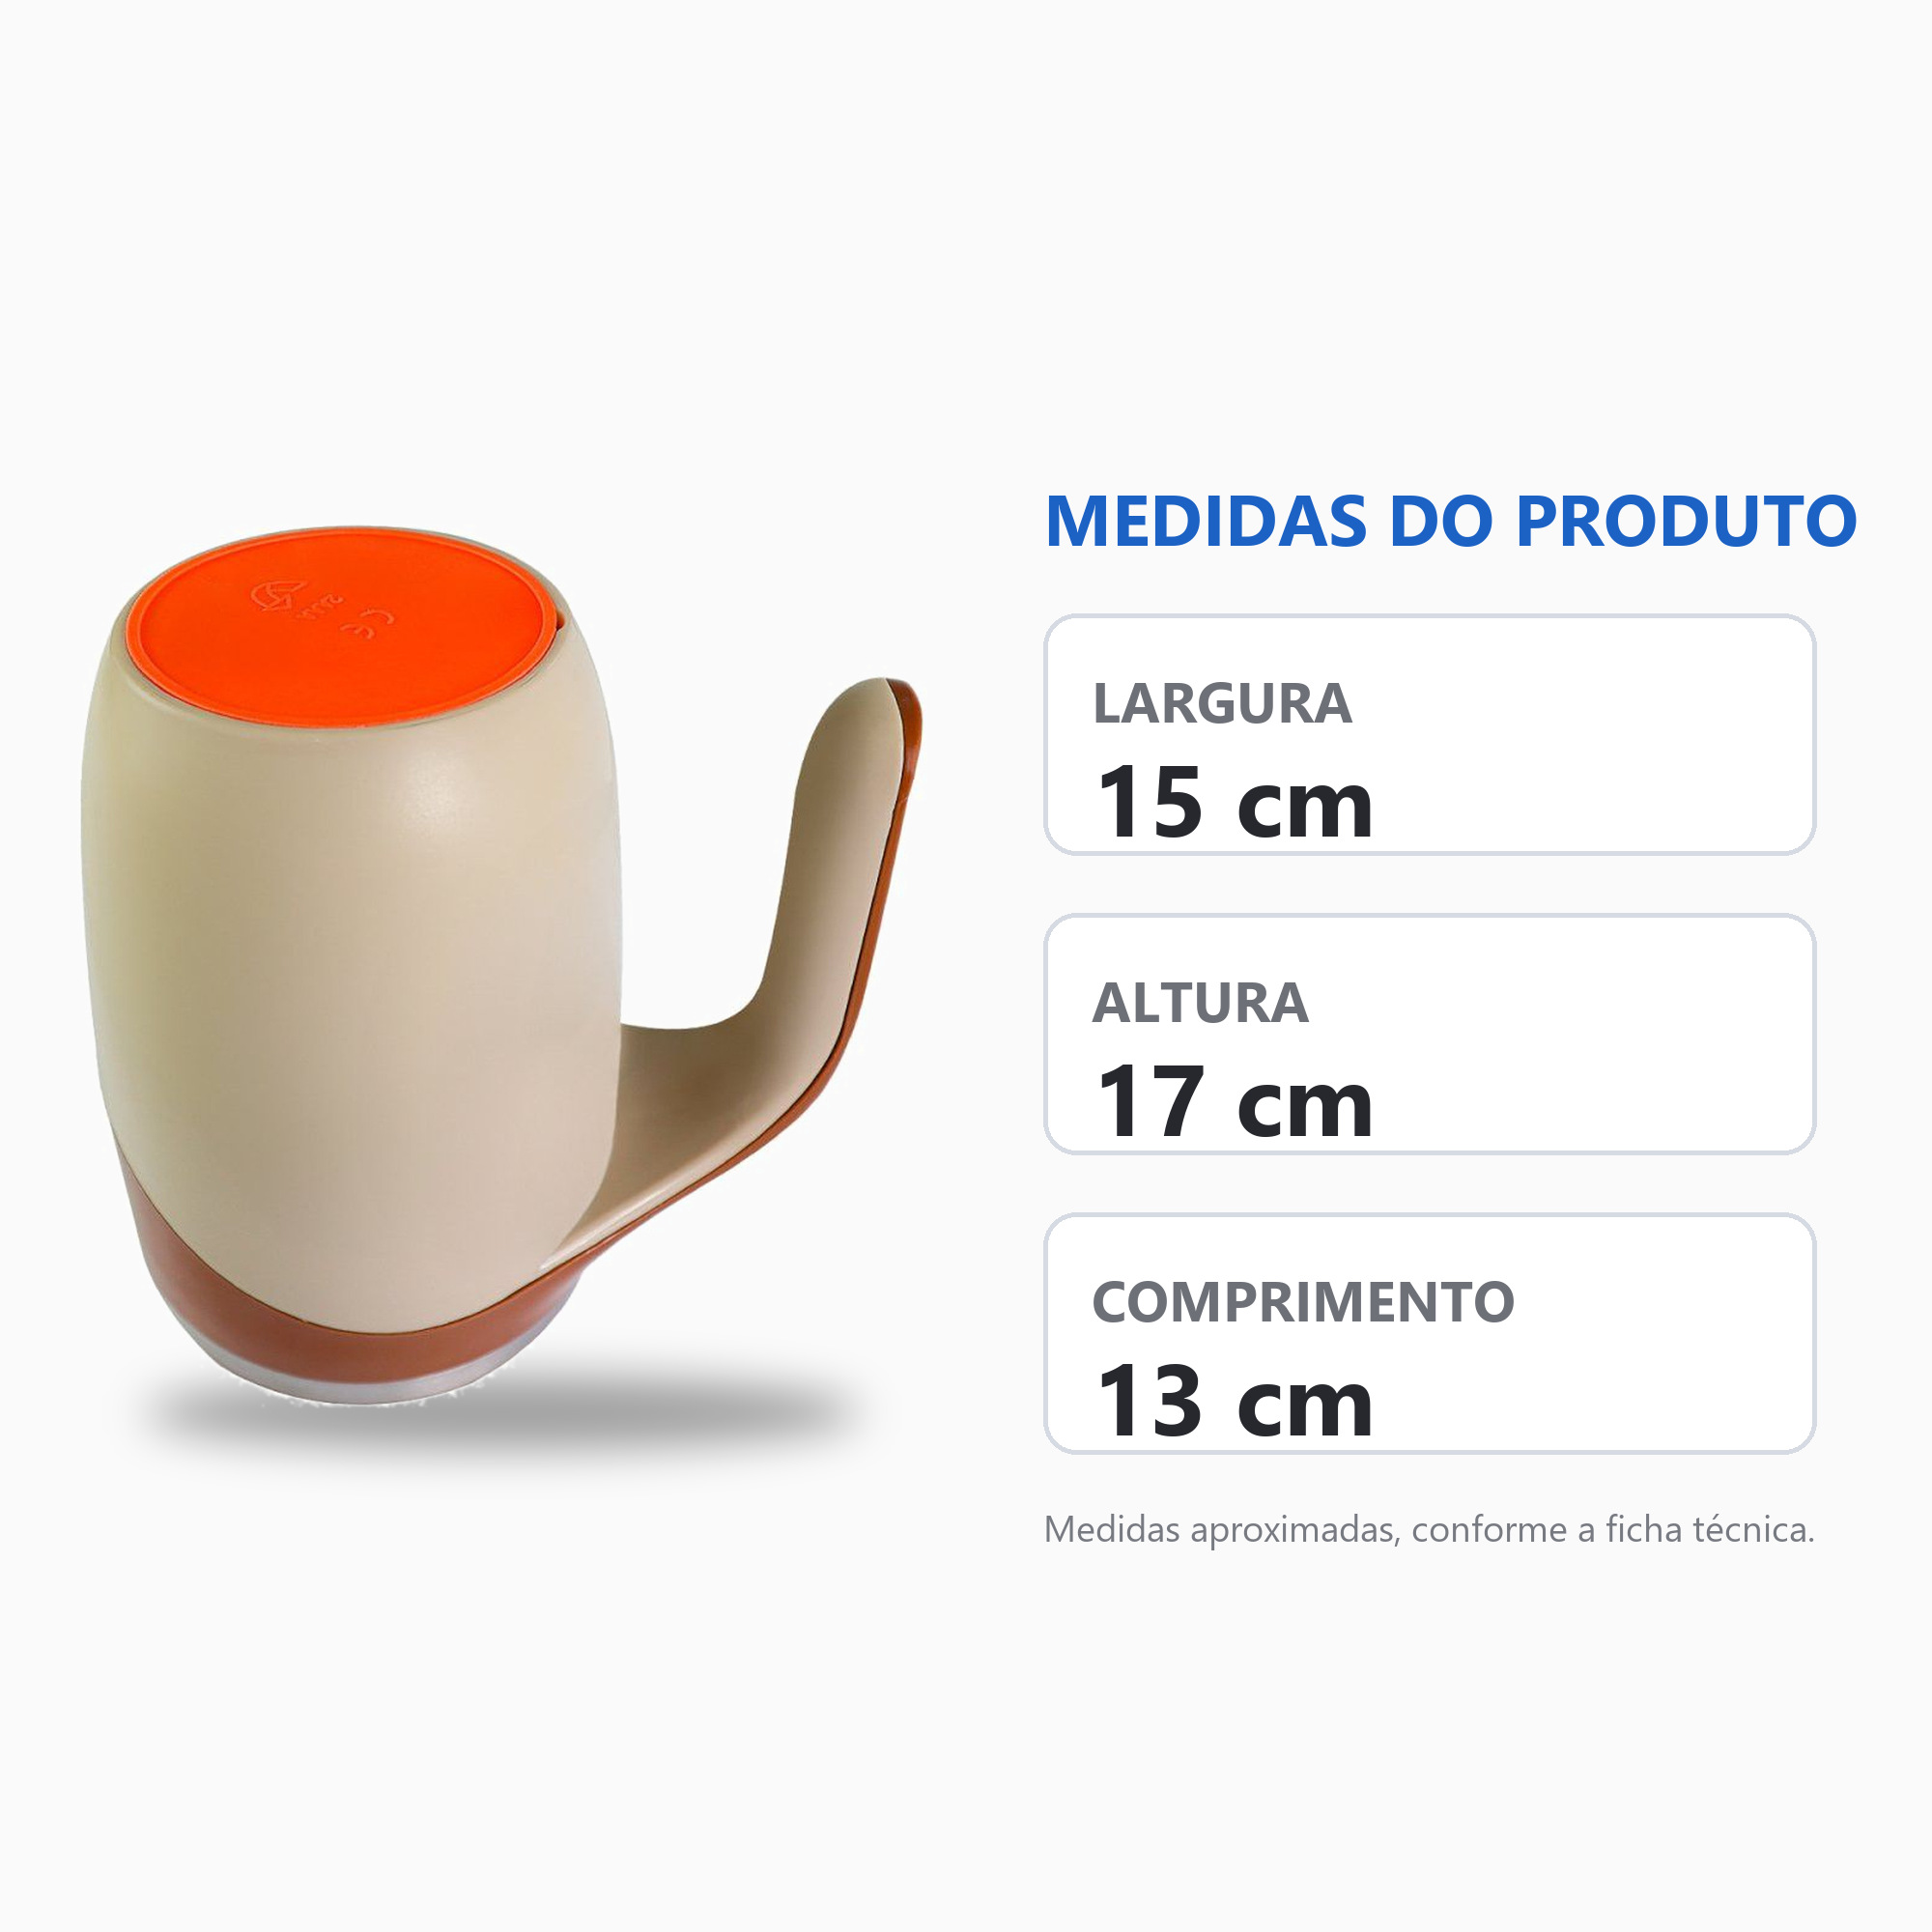 MEDIDAS DO PRODUTO
LARGURA
15 cm
ALTURA
17 cm
COMPRIMENTO
13 cm
Medidas aproximadas, conforme a ficha técnica.